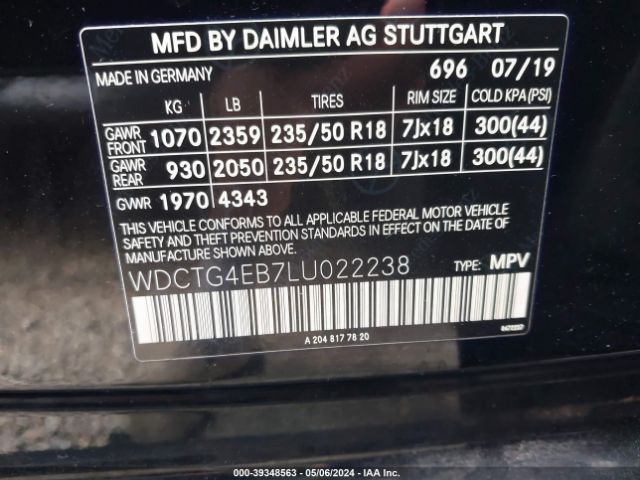 MFD BY DAIMLER AG STUTTGART
MADE IN GERMANY 696 07/19
KG LB TIRES RIM SIZE COLD KPA(PSI)
GAWR FRONT 1070 2359 235/50 R18 7Jx18 300(44)
GAWR REAR 930 2050 235/50 R18 7Jx18 300(44)
GVWR 1970 4343
THIS VEHICLE CONFORMS TO ALL APPLICABLE FEDERAL MOTOR VEHICLE
SAFETY, BUMPER, AND THEFT PREVENTION STANDARDS IN EFFECT ON THE DATE OF
MANUFACTURE SHOWN ABOVE.
WDCTG4EB7LU022238 TYPE: MPV
A 204 817 78 20
000-39348563 - 05/06/2024 - IAAI.COM